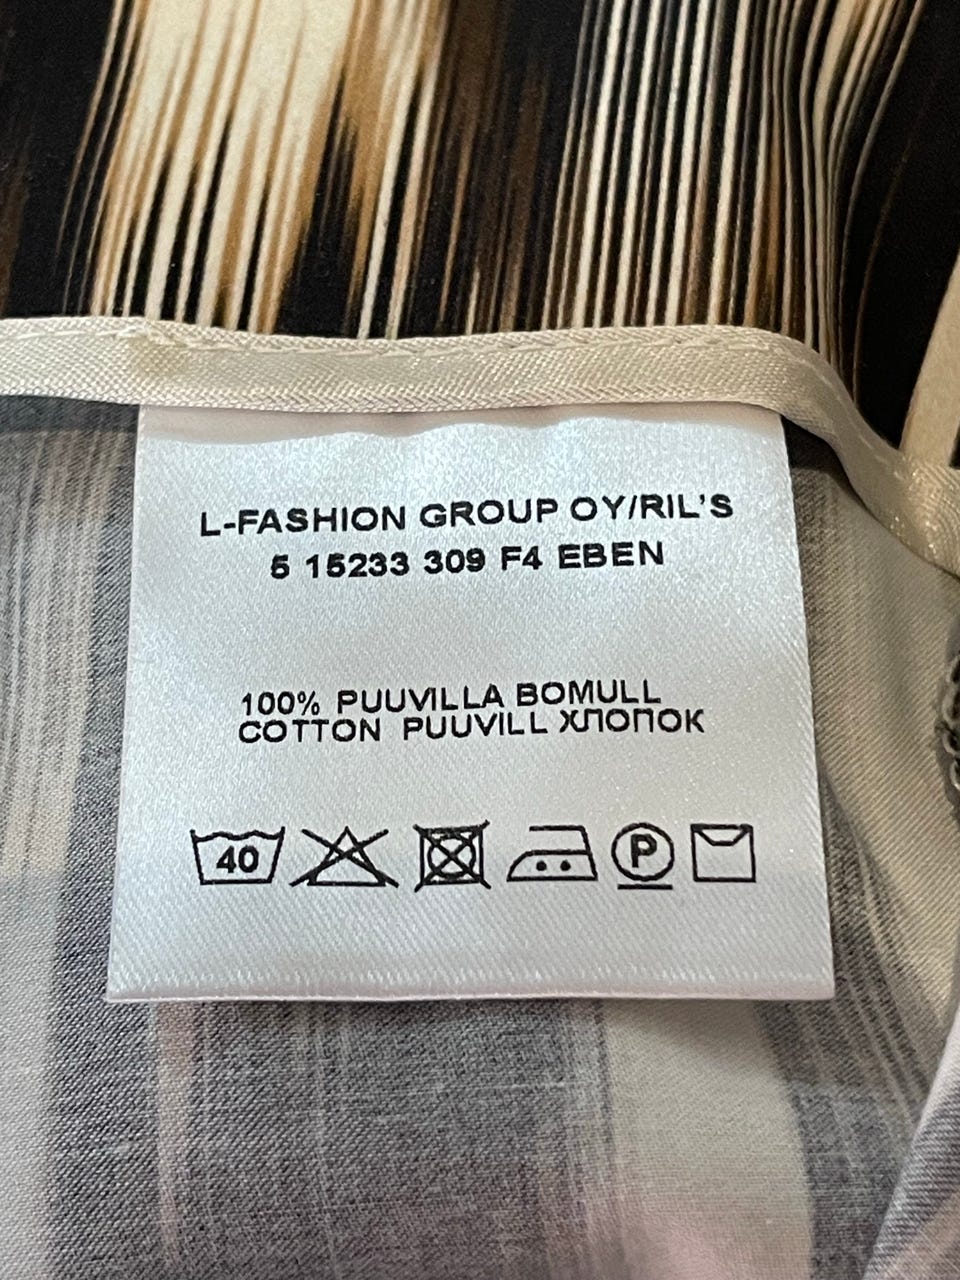 L-FASHION GROUP OY/RIL'S
5 15233 309 F4 EBEN
100% PUUVILLA BOMULL
COTTON PUUVILL ХЛОПОК
40 P